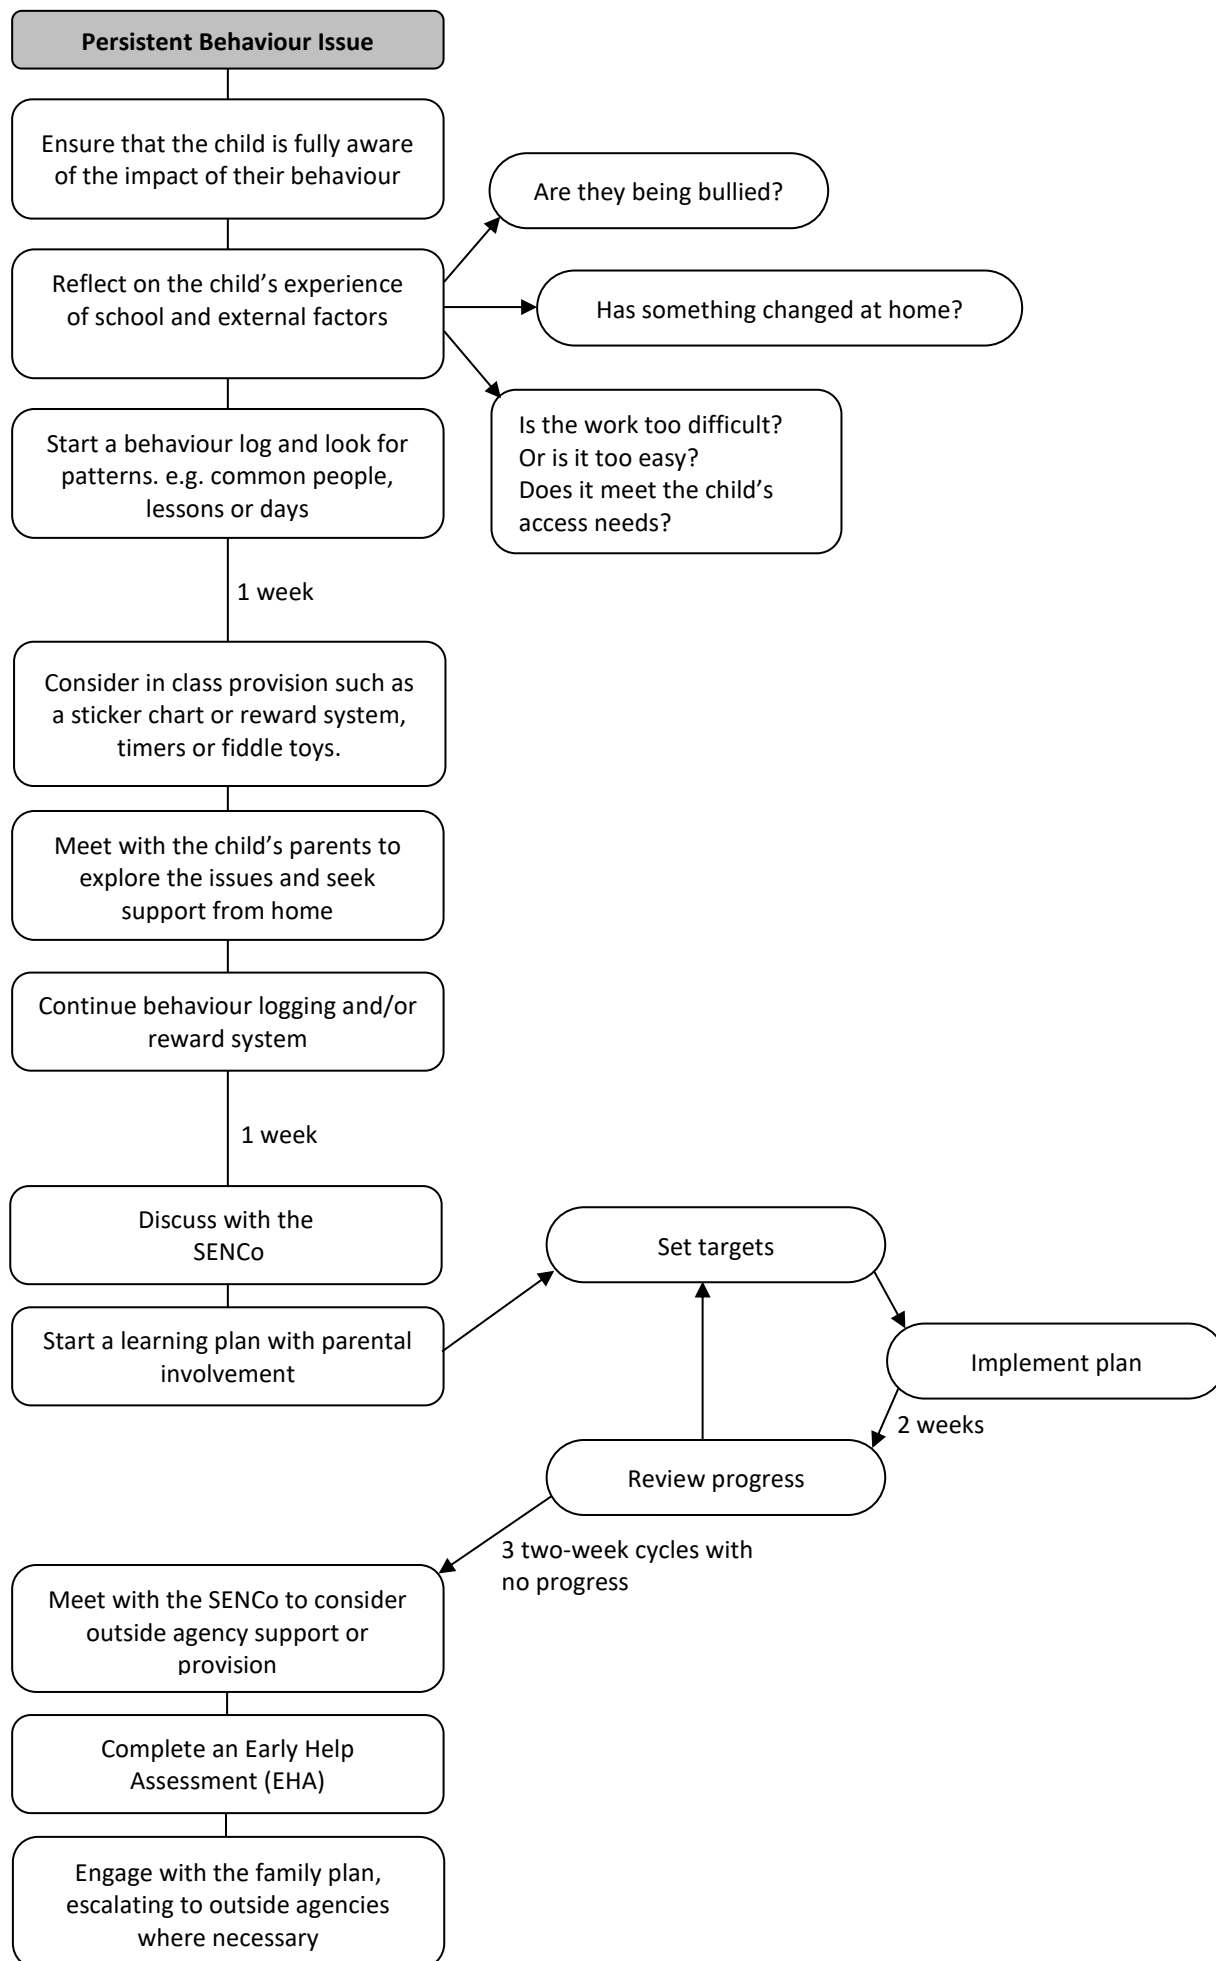 Persistent Behaviour Issue
Ensure that the child is fully aware
of the impact of their behaviour
Are they being bullied?
Reflect on the child’s experience
of school and external factors
Has something changed at home?
Is the work too difficult?
Or is it too easy?
Does it meet the child’s
access needs?
Start a behaviour log and look for
patterns. e.g. common people,
lessons or days
1 week
Consider in class provision such as
a sticker chart or reward system,
timers or fiddle toys.
Meet with the child’s parents to
explore the issues and seek
support from home
Continue behaviour logging and/or
reward system
1 week
Discuss with the
SENCo
Set targets
Start a learning plan with parental
involvement
Implement plan
2 weeks
Review progress
3 two-week cycles with
no progress
Meet with the SENCo to consider
outside agency support or
provision
Complete an Early Help
Assessment (EHA)
Engage with the family plan,
escalating to outside agencies
where necessary